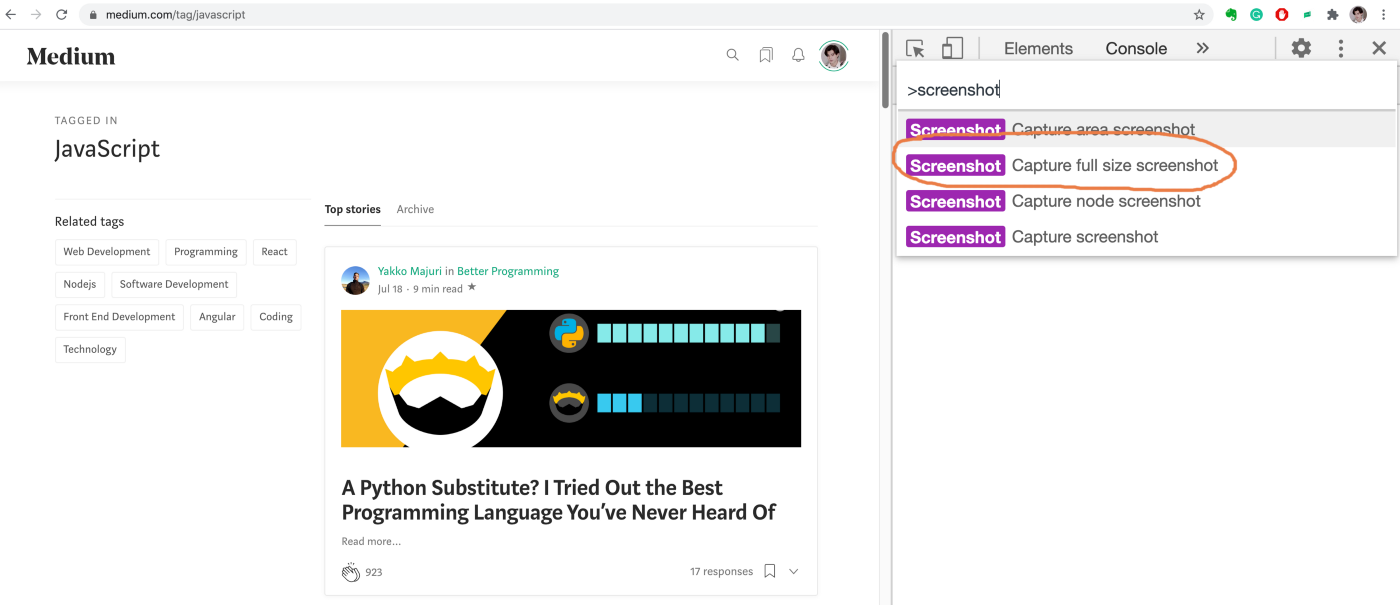 medium.com/tag/javascript
Medium
TAGGED IN
JavaScript
Related tags
Web Development Programming React
Nodejs Software Development
Front End Development Angular Coding
Technology
Top stories Archive
Yakko Majuri in Better Programming
Jul 18 · 9 min read ★
A Python Substitute? I Tried Out the Best
Programming Language You’ve Never Heard Of
Read more...
923 17 responses
Elements Console »
>screenshot
Screenshot Capture area screenshot
Screenshot Capture full size screenshot
Screenshot Capture node screenshot
Screenshot Capture screenshot